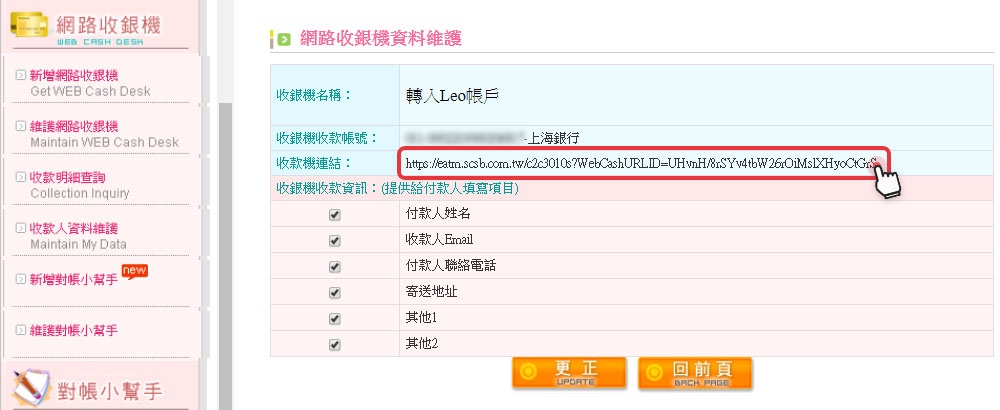 網路收銀機
WEB CASH DESK
新增網路收銀機
Get WEB Cash Desk
維護網路收銀機
Maintain WEB Cash Desk
收款明細查詢
Collection Inquiry
收款人資料維護
Maintain My Data
新增對帳小幫手 new
維護對帳小幫手
對帳小幫手
網路收銀機資料維護
收銀機名稱：
轉入Leo帳戶
收銀機收款帳號：
-上海銀行
收款機連結：
https://eatm.scsb.com.tw/c2c3010s?WebCashURLID=UHvnH/8rSYv4tbW26rOiMslXHyoCtGrS
收銀機收款資訊：(提供給付款人填寫項目)
付款人姓名
收款人Email
付款人聯絡電話
寄送地址
其他1
其他2
更正
UPDATE
回前頁
BACK PAGE